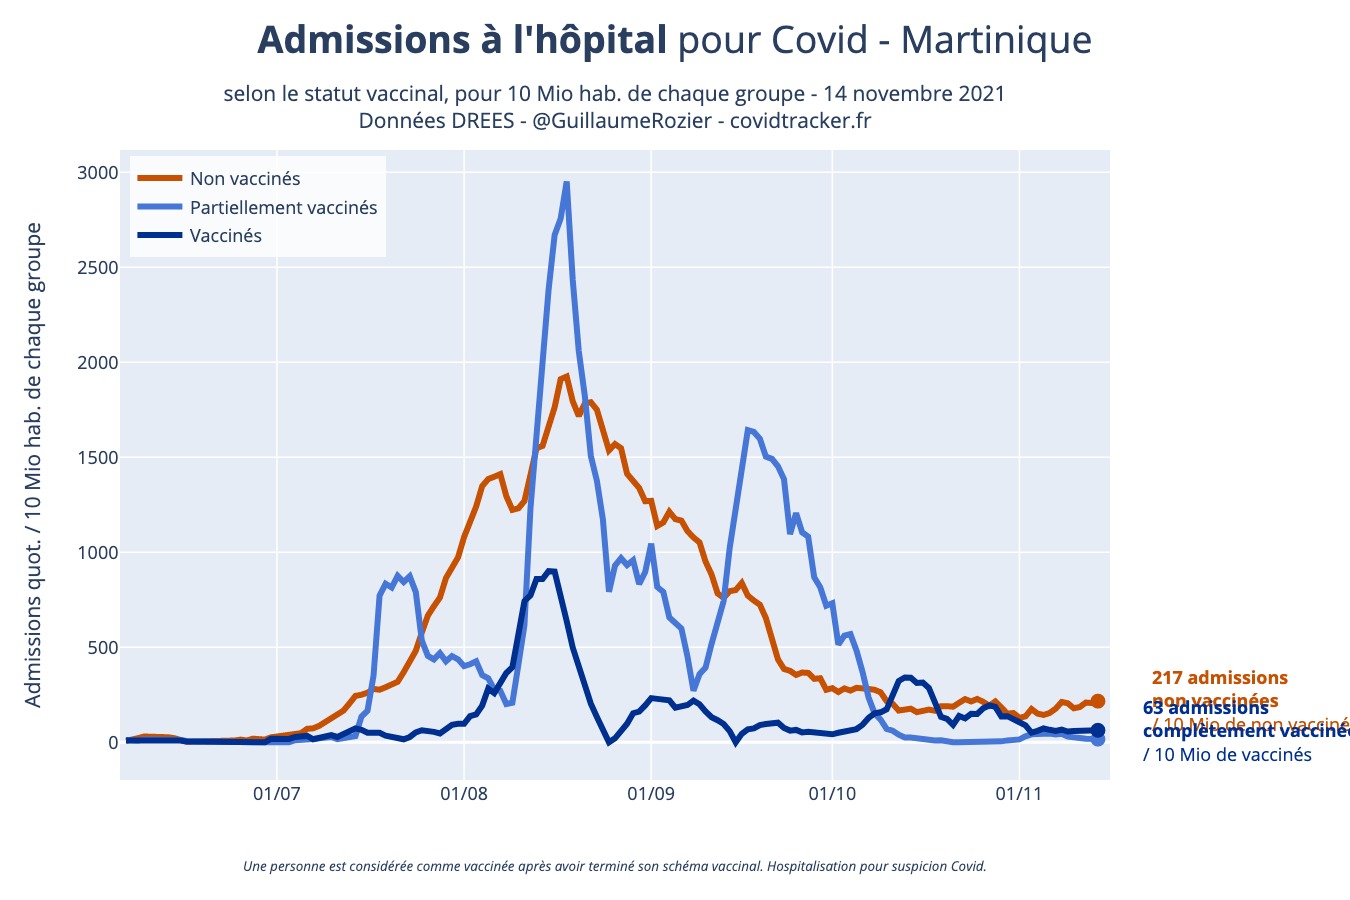 Admissions à l'hôpital pour Covid - Martinique
selon le statut vaccinal, pour 10 Mio hab. de chaque groupe - 14 novembre 2021
Données DREES - @GuillaumeRozier - covidtracker.fr
Admissions quot. / 10 Mio hab. de chaque groupe
3000
2500
2000
1500
1000
500
0
Non vaccinés
Partiellement vaccinés
Vaccinés
01/07
01/08
01/09
01/10
01/11
217 admissions
non vaccinées
/ 10 Mio de non vacciné
63 admissions
complètement vacciné
/ 10 Mio de vaccinés
Une personne est considérée comme vaccinée après avoir terminé son schéma vaccinal. Hospitalisation pour suspicion Covid.